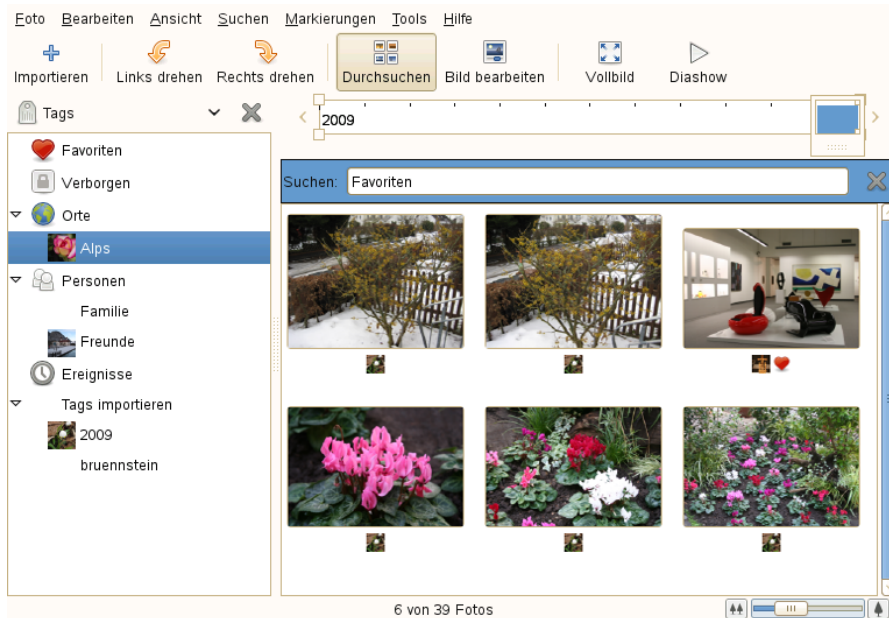 Foto Bearbeiten Ansicht Suchen Markierungen Tools Hilfe
Importieren Links drehen Rechts drehen Durchsuchen Bild bearbeiten Vollbild Diashow
Tags
2009
Favoriten
Verborgen
Orte
Alps
Personen
Familie
Freunde
Ereignisse
Tags importieren
2009
bruennstein
Suchen: Favoriten
6 von 39 Fotos